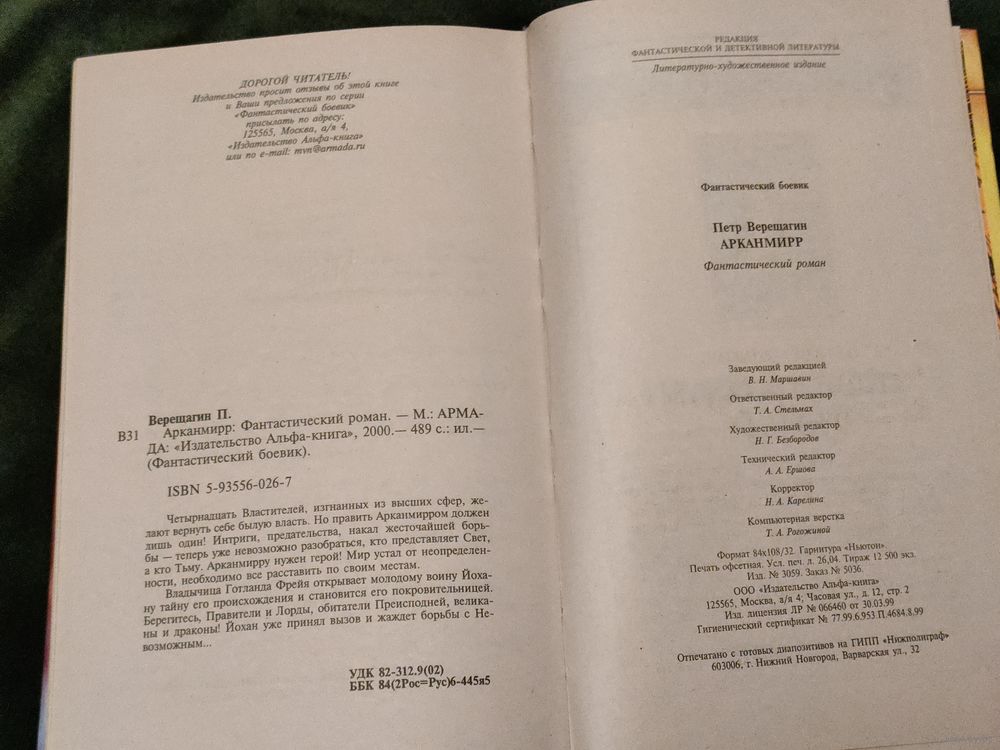 ДОРОГОЙ ЧИТАТЕЛЬ!
Издательство просит отзывы об этой книге
и Ваши предложения по серии
«Фантастический боевик»
присылать по адресу:
125565, Москва, а/я 4,
«Издательство Альфа-книга»
или по e-mail: mvn@armada.ru
Верещагин П.
В31 Арканмирр: Фантастический роман. — М.: АРМА-
ДА: «Издательство Альфа-книга», 2000.— 489 с.: ил.—
(Фантастический боевик).
ISBN 5-93556-026-7
Четырнадцать Властителей, изгнанных из высших сфер, же-
лают вернуть себе былую власть. Но править Арканмирром должен
лишь один! Интриги, предательства, накал жесточайшей борь-
бы — теперь уже невозможно разобраться, кто представляет Свет,
а кто Тьму. Арканмирру нужен герой! Мир устал от неопределен-
ности, необходимо все расставить по своим местам.
Владычица Готланда Фрейя открывает молодому воину Йоха-
ну тайну его происхождения и становится его покровительницей.
Берегитесь, Правители и Лорды, обитатели Преисподней, велика-
ны и драконы! Йохан уже принял вызов и жаждет борьбы с Не-
возможным...
УДК 82-312.9(02)
ББК 84(2Рос=Рус)6-445я5
РЕДАКЦИЯ
ФАНТАСТИЧЕСКОЙ И ДЕТЕКТИВНОЙ ЛИТЕРАТУРЫ
Литературно-художественное издание
Фантастический боевик
Петр Верещагин
АРКАНМИРР
Фантастический роман
Заведующий редакцией
В. Н. Маршавин
Ответственный редактор
Т. А. Стельмах
Художественный редактор
Н. Г. Безбородов
Технический редактор
А. А. Ершова
Корректор
Н. А. Карелина
Компьютерная верстка
Т. А. Рогожиной
Формат 84х108/32. Гарнитура «Ньютон».
Печать офсетная. Усл. печ. л. 26,04. Тираж 12 500 экз.
Изд. № 3059. Заказ № 5036.
ООО «Издательство Альфа-книга»
125565, Москва, а/я 4; Часовая ул., д. 12, стр. 2
Изд. лицензия ЛР № 066460 от 30.03.99
Гигиенический сертификат № 77.99.6.953.П.4684.8.99
Отпечатано с готовых диапозитивов на ГИПП «Нижполиграф»
603006, г. Нижний Новгород, Варварская ул., 32